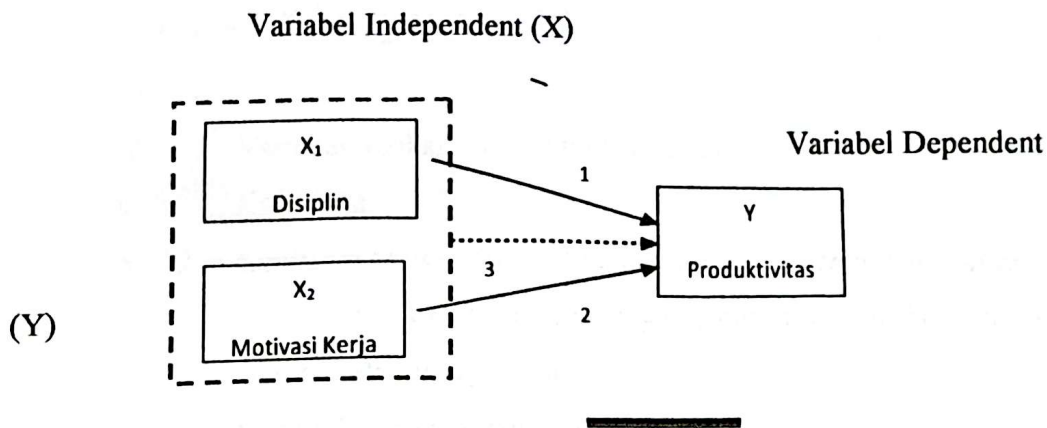 Variabel Independent (X)
Variabel Dependent
X₁
Disiplin
1
Y
Produktivitas
3
X₂
Motivasi Kerja
2
(Y)